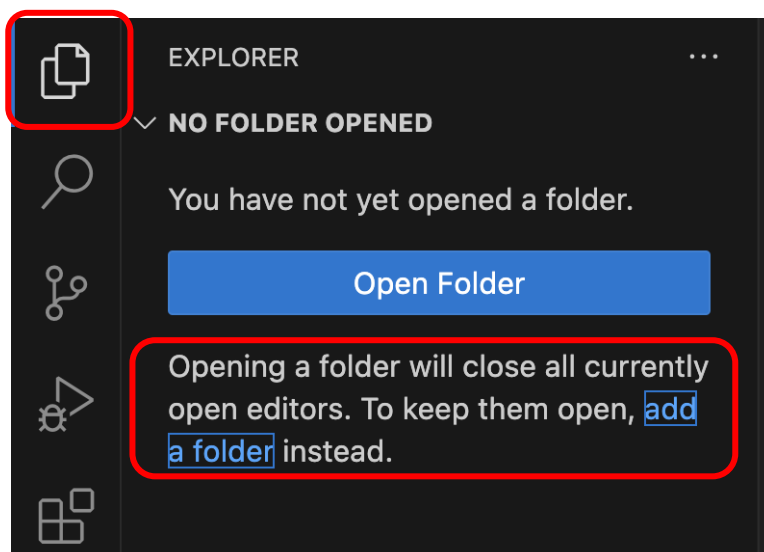 EXPLORER
NO FOLDER OPENED
You have not yet opened a folder.
Open Folder
Opening a folder will close all currently
open editors. To keep them open, add
a folder instead.